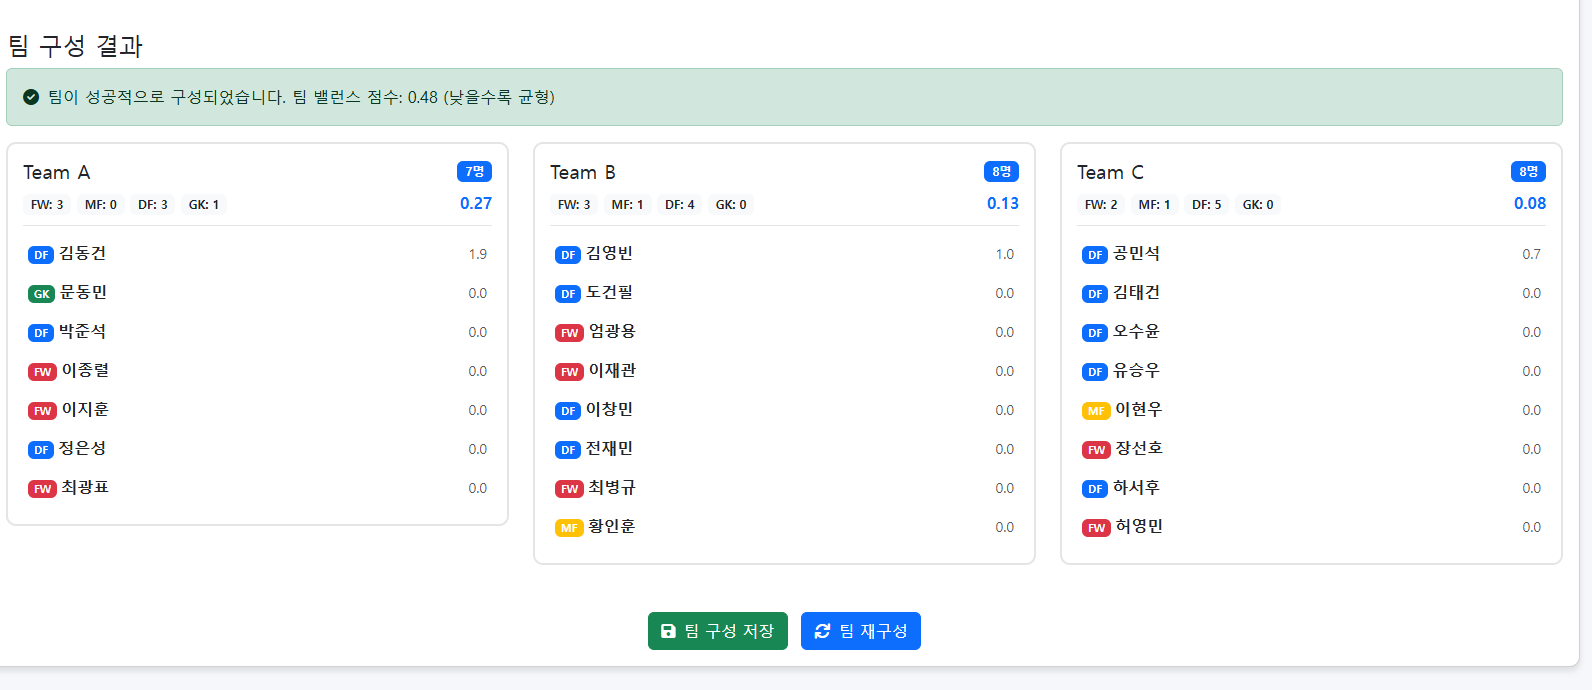 팀 구성 결과
팀이 성공적으로 구성되었습니다. 팀 밸런스 점수: 0.48 (낮을수록 균형)
Team A
7명
FW: 3 MF: 0 DF: 3 GK: 1
0.27
DF 김동건 1.9
GK 문동민 0.0
DF 박준석 0.0
FW 이종렬 0.0
FW 이지훈 0.0
DF 정은성 0.0
FW 최광표 0.0
Team B
8명
FW: 3 MF: 1 DF: 4 GK: 0
0.13
DF 김영빈 1.0
DF 도건필 0.0
FW 엄광용 0.0
FW 이재관 0.0
DF 이창민 0.0
DF 전재민 0.0
FW 최병규 0.0
MF 황인훈 0.0
Team C
8명
FW: 2 MF: 1 DF: 5 GK: 0
0.08
DF 공민석 0.7
DF 김태건 0.0
DF 오수윤 0.0
DF 유승우 0.0
MF 이현우 0.0
FW 장선호 0.0
DF 하서후 0.0
FW 허영민 0.0
팀 구성 저장
팀 재구성